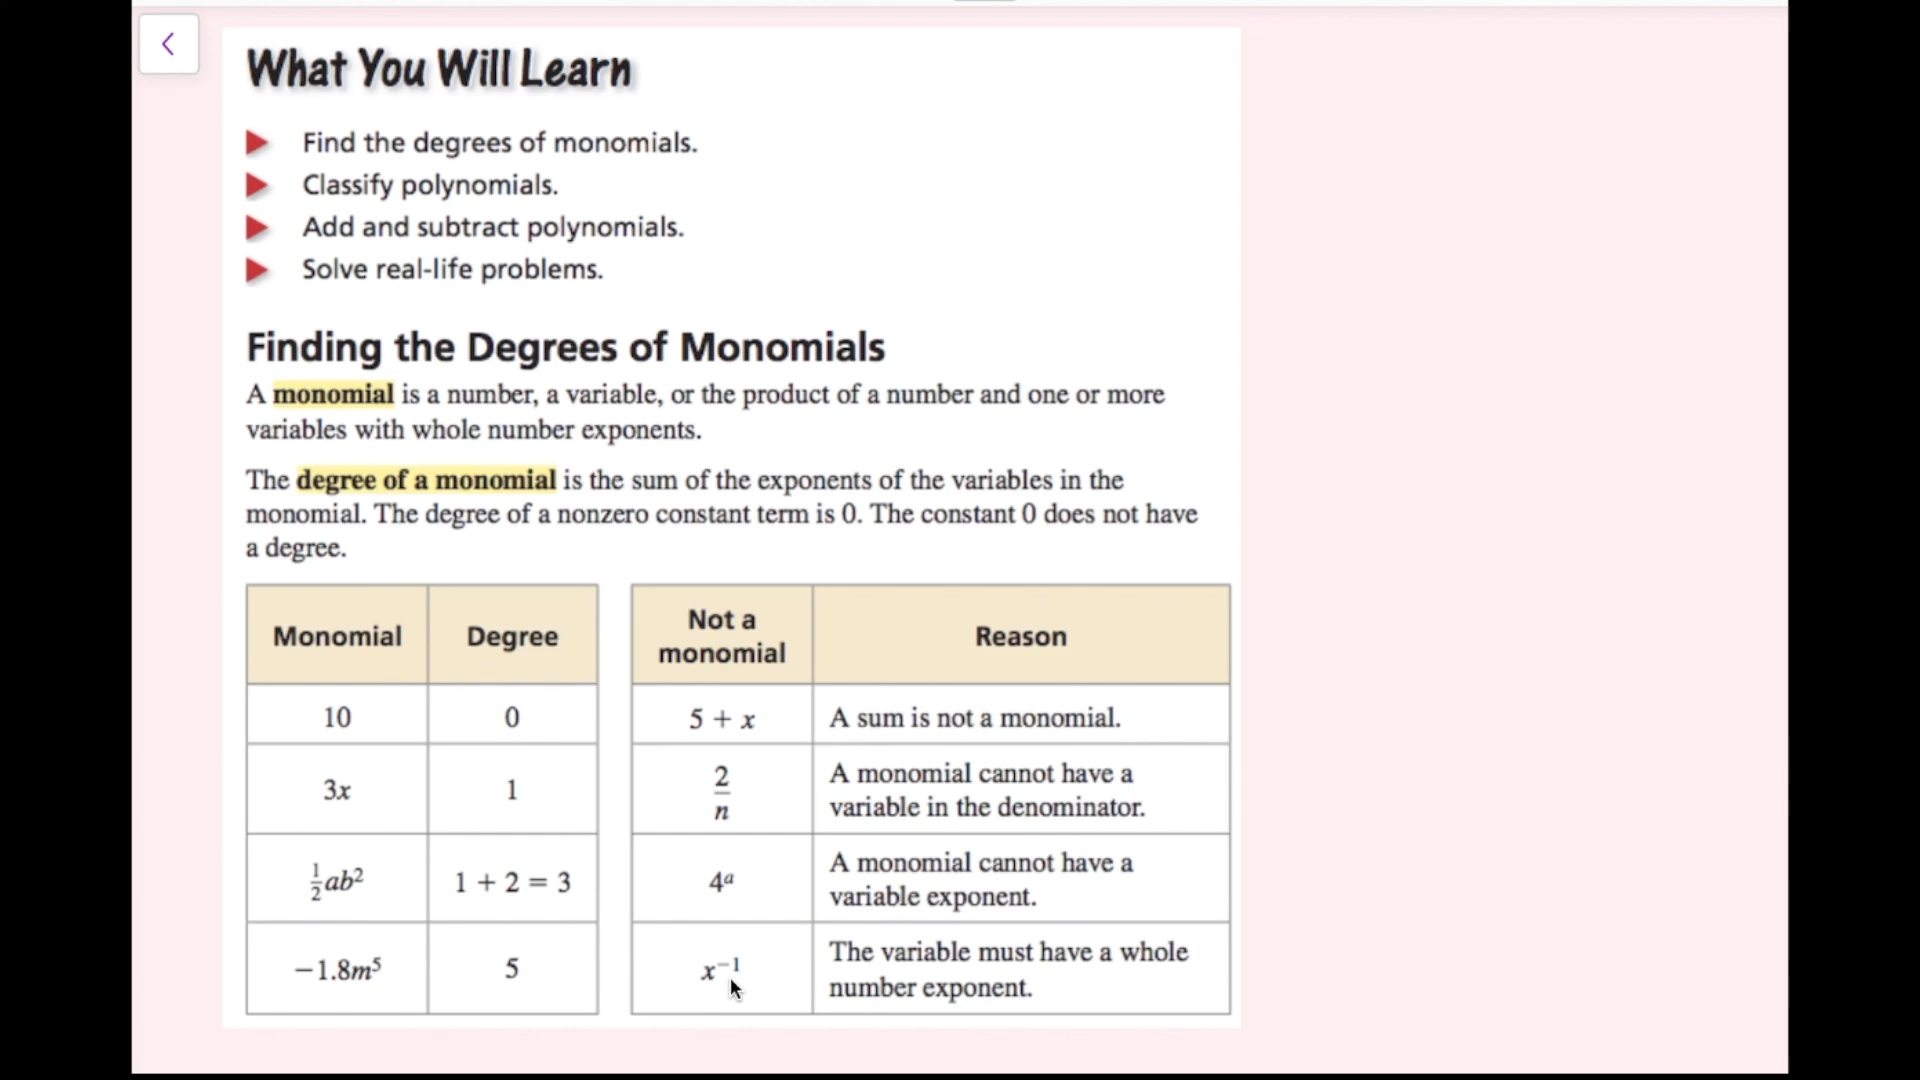 What You Will Learn
Find the degrees of monomials.
Classify polynomials.
Add and subtract polynomials.
Solve real-life problems.
Finding the Degrees of Monomials
A monomial is a number, a variable, or the product of a number and one or more
variables with whole number exponents.
The degree of a monomial is the sum of the exponents of the variables in the
monomial. The degree of a nonzero constant term is 0. The constant 0 does not have
a degree.
Monomial Degree
10 0
3x 1
½ab² 1 + 2 = 3
−1.8m⁵ 5
Not a
monomial
Reason
5 + x A sum is not a monomial.
2
n
A monomial cannot have a
variable in the denominator.
4ᵃ
A monomial cannot have a
variable exponent.
x⁻¹
The variable must have a whole
number exponent.